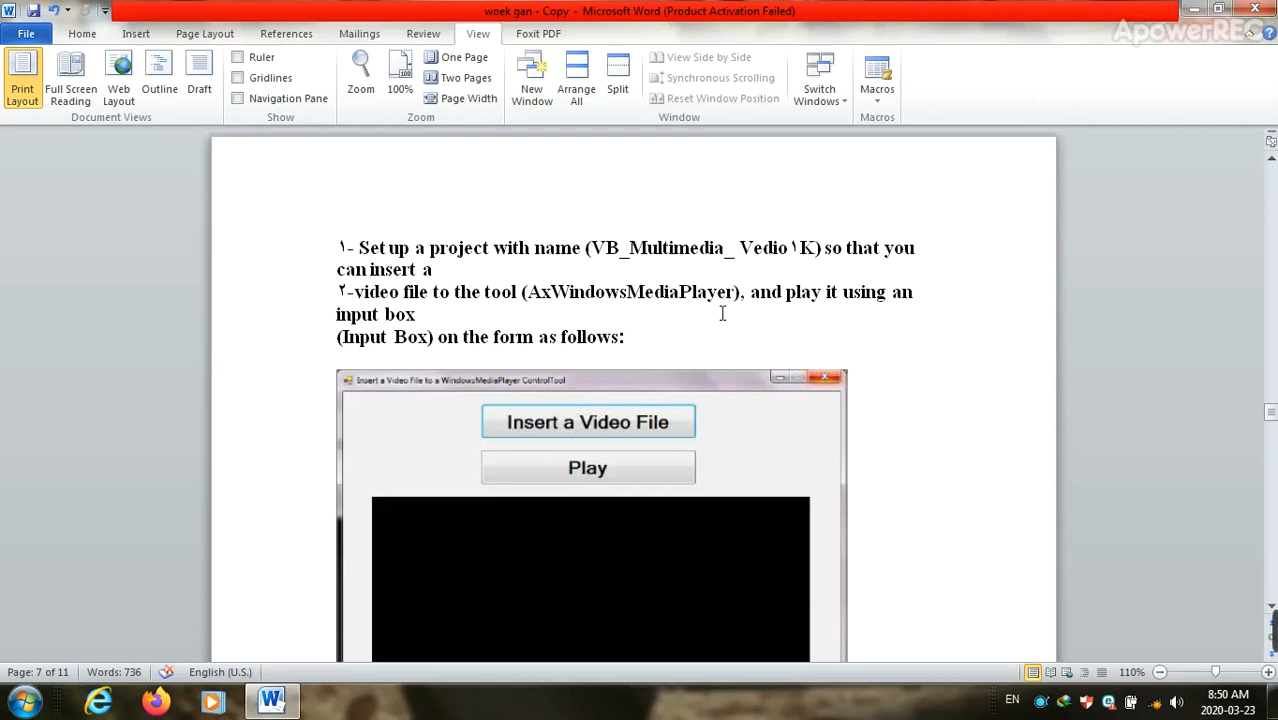 woek gan - Copy - Microsoft Word (Product Activation Failed)
ApowerREC
File Home Insert Page Layout References Mailings Review View Foxit PDF
Print Layout
Full Screen Reading
Web Layout
Outline
Draft
Document Views
Ruler
Gridlines
Navigation Pane
Show
Zoom
100%
One Page
Two Pages
Page Width
Zoom
New Window
Arrange All
Split
View Side by Side
Synchronous Scrolling
Reset Window Position
Window
Switch Windows
Macros
Macros
١- Set up a project with name (VB_Multimedia_ Vedio١K) so that you
can insert a
٢-video file to the tool (AxWindowsMediaPlayer), and play it using an
input box
(Input Box) on the form as follows:
Insert a Video File to a WindowsMediaPlayer ControlTool
Insert a Video File
Play
Page: 7 of 11 Words: 736 English (U.S.) 110%
EN
8:50 AM
2020-03-23